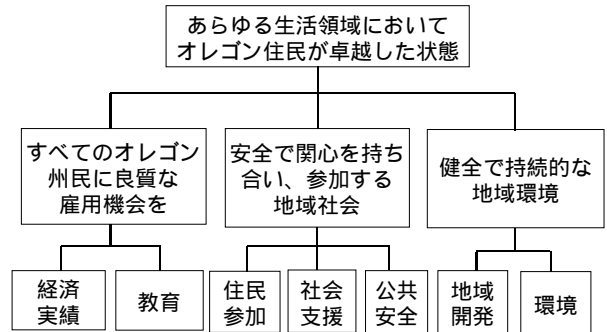 あらゆる生活領域において
オレゴン住民が卓越した状態
すべてのオレゴン
州民に良質な
雇用機会を
安全で関心を持ち
合い、参加する
地域社会
健全で持続的な
地域環境
経済
実績
教育
住民
参加
社会
支援
公共
安全
地域
開発
環境